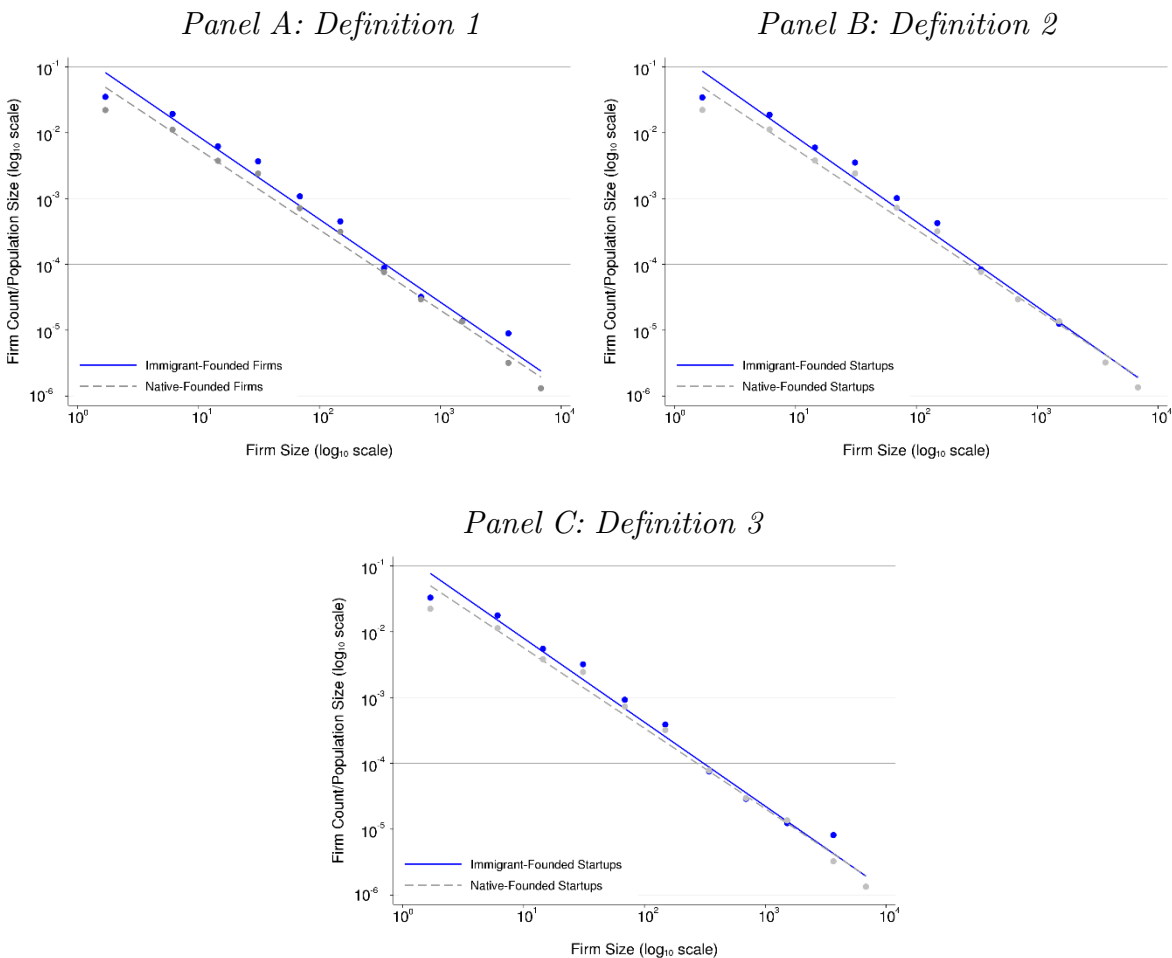 Panel A: Definition 1
Firm Count/Population Size (log₁₀ scale)
10⁻¹
10⁻²
10⁻³
10⁻⁴
10⁻⁵
10⁻⁶
Immigrant-Founded Firms
Native-Founded Firms
10⁰ 10¹ 10² 10³ 10⁴
Firm Size (log₁₀ scale)
Panel B: Definition 2
Firm Count/Population Size (log₁₀ scale)
10⁻¹
10⁻²
10⁻³
10⁻⁴
10⁻⁵
10⁻⁶
Immigrant-Founded Startups
Native-Founded Startups
10⁰ 10¹ 10² 10³ 10⁴
Firm Size (log₁₀ scale)
Panel C: Definition 3
Firm Count/Population Size (log₁₀ scale)
10⁻¹
10⁻²
10⁻³
10⁻⁴
10⁻⁵
10⁻⁶
Immigrant-Founded Startups
Native-Founded Startups
10⁰ 10¹ 10² 10³ 10⁴
Firm Size (log₁₀ scale)